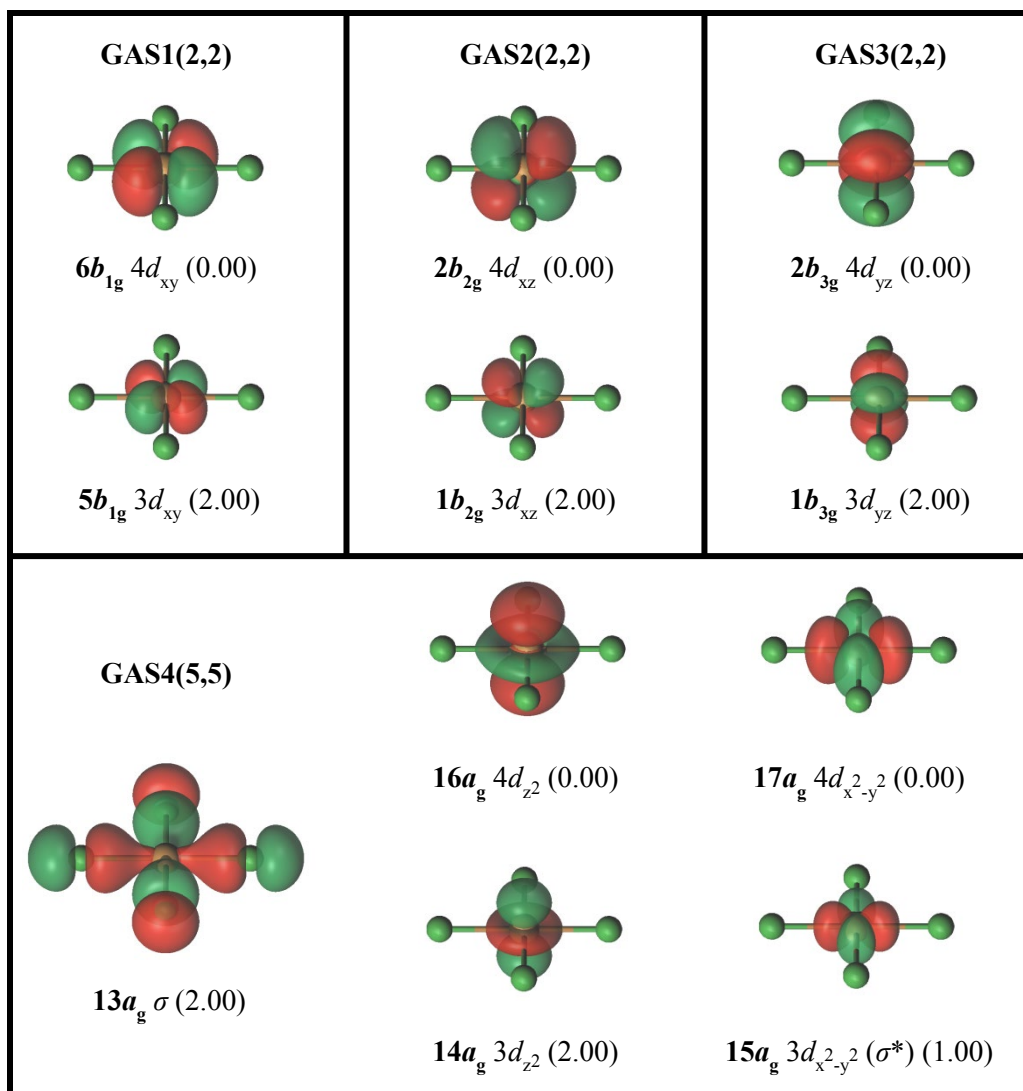 GAS1(2,2) GAS2(2,2) GAS3(2,2)
6b₁g 4dxy (0.00) 2b₂g 4dxz (0.00) 2b₃g 4dyz (0.00)
5b₁g 3dxy (2.00) 1b₂g 3dxz (2.00) 1b₃g 3dyz (2.00)
GAS4(5,5)
16ag 4dz² (0.00) 17ag 4dx²-y² (0.00)
13ag σ (2.00)
14ag 3dz² (2.00) 15ag 3dx²-y² (σ*) (1.00)